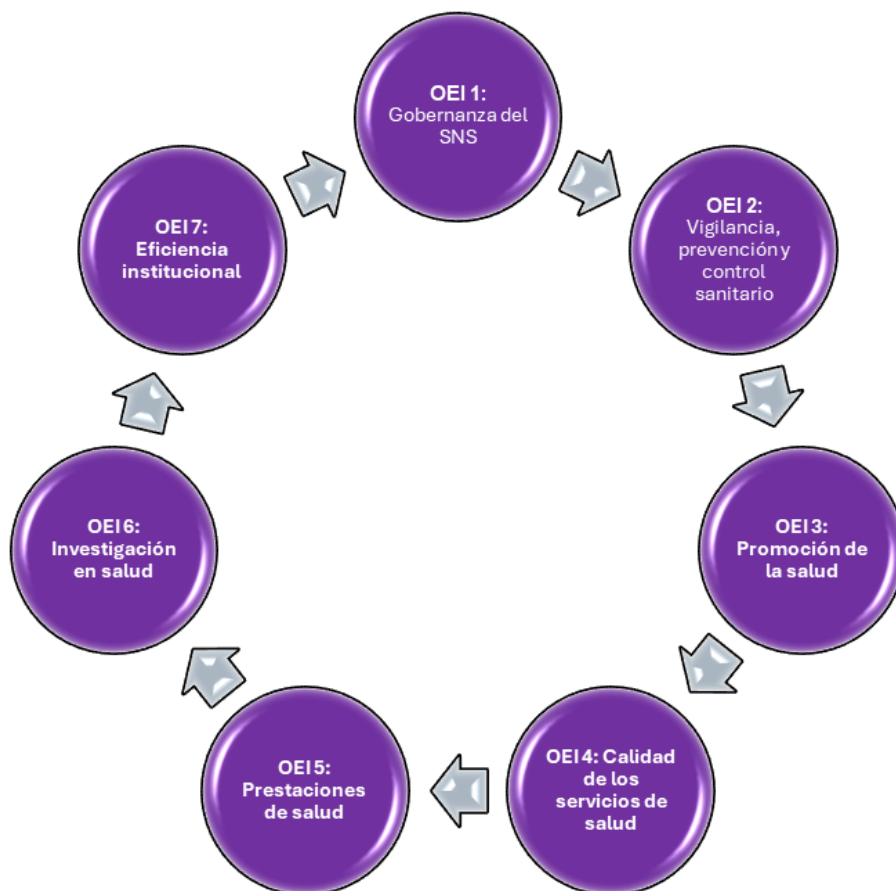 OEI 1:
Gobernanza del
SNS
OEI 2:
Vigilancia,
prevención y
control
sanitario
OEI 3:
Promoción de
la salud
OEI 4: Calidad
de los
servicios de
salud
OEI 5:
Prestaciones
de salud
OEI 6:
Investigación
en salud
OEI 7:
Eficiencia
institucional